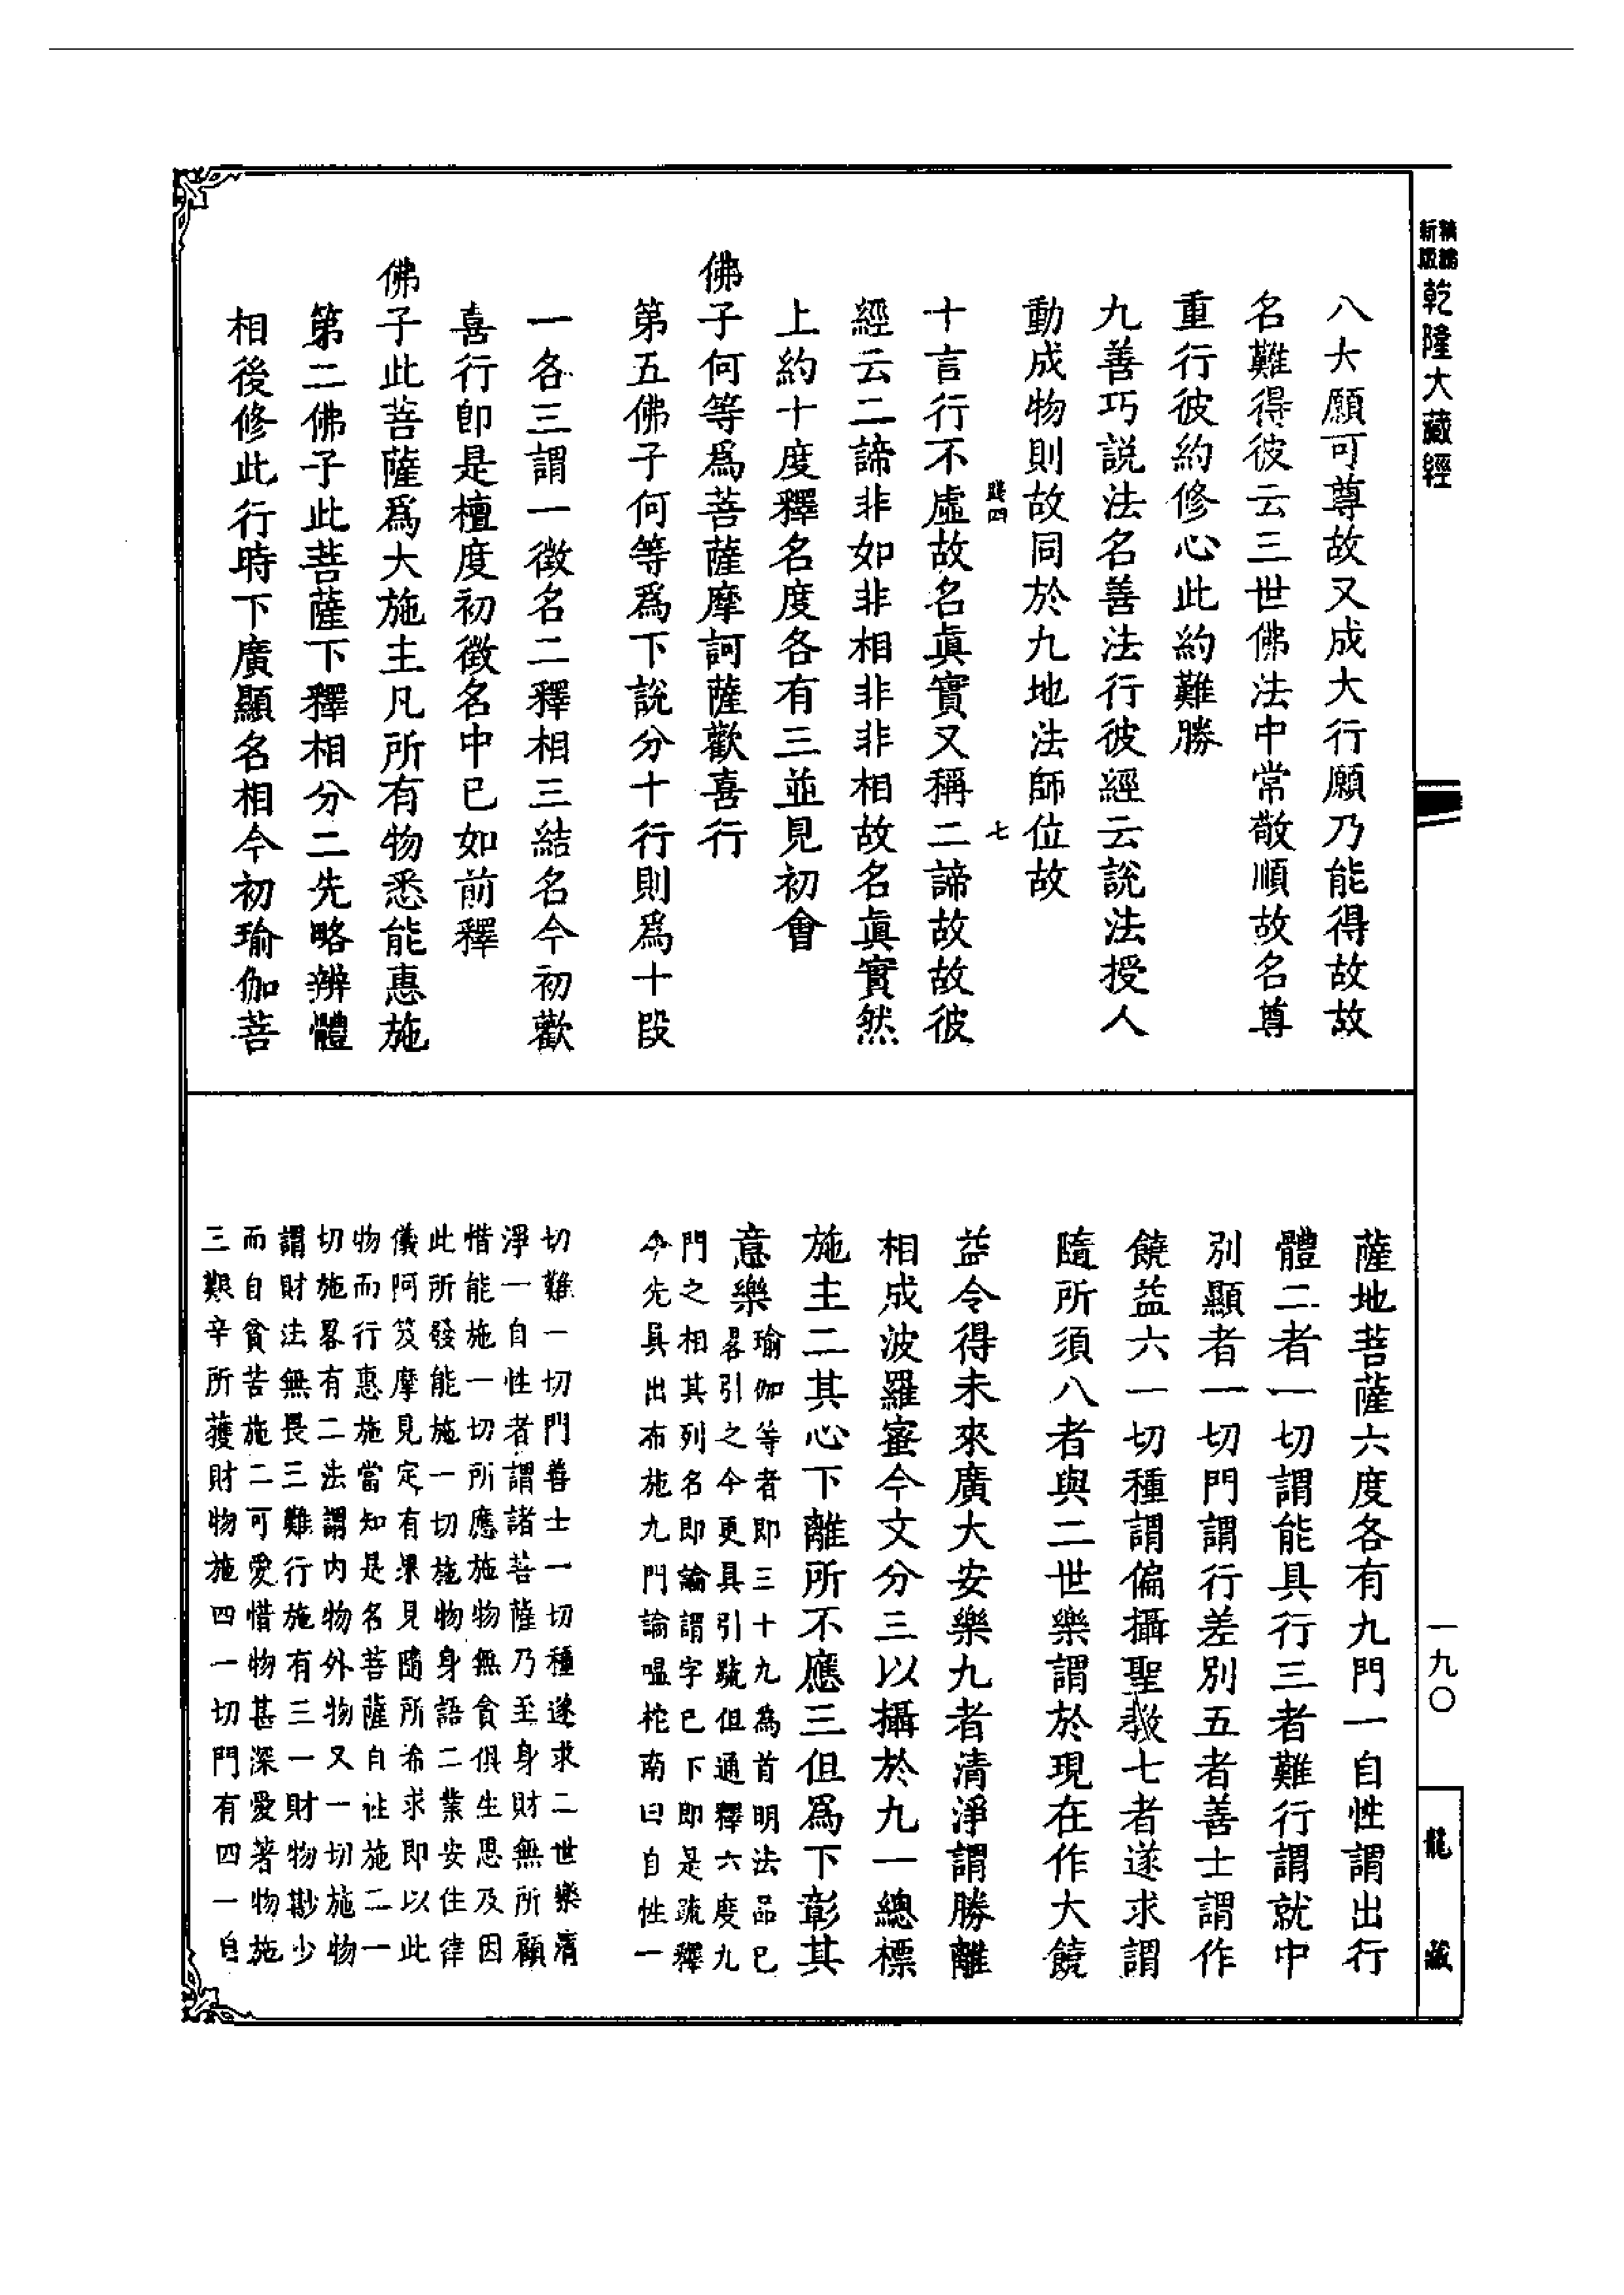 新編
縮版
乾隆大藏經
八大願可尊故又成大行願乃能得故故
名難得彼云三世佛法中常敬順故名尊
重行彼約修心此約難勝
九善巧說法名善法行彼經云說法授人
動成物則故同於九地法師位故
踐四
七
十言行不虛故名眞實又稱二諦故故彼
經云二諦非如非相非非相故名眞實然
上約十度釋名度各有三並見初會
佛子何等爲菩薩摩訶薩歡喜行
第五佛子何等爲下說分十行則爲十段
一各三謂一徵名二釋相三結名今初歡
喜行即是檀度初徵名中已如前釋
佛子此菩薩爲大施主凡所有物悉能惠施
第二佛子此菩薩下釋相分二先略辨體
相後修此行時下廣顯名相今初瑜伽菩
薩地菩薩六度各有九門一自性謂出行
體二者一切謂能具行三者難行謂就中
別顯者一切門謂行差別五者善士謂作
饒益六一切種謂徧攝聖教七者遂求謂
隨所須八者與二世樂謂於現在作大饒
益令得未來廣大安樂九者清淨謂勝離
相成波羅蜜今文分三以攝於九一總標
施主二其心下離所不應三但爲下彰其
意樂
瑜伽等者即三十九為首明法品已
畧引之今更具引䟽但通釋六度九
門之相其列名即論謂字已下即是䟽釋
今先具出布施九門論嗢柁南曰自性一
切難一切門善士一切種遂求二世樂清
淨一自性者謂諸菩薩乃至身財無所顧
惜能施一切所應施物無貪俱生思及因
此所發能施一切施物身語二業安住律
儀阿笈摩見定有果見隨所希求即以此
物而行惠施當知是名菩薩自性施二一
切施畧有二法謂内物外物又一切施物
謂財法無畏三難行施有三一財物尠少
而自貧苦施二可愛惜物甚深愛著物施
三艱辛所獲財物施四一切門有四一自
一九〇
龍藏